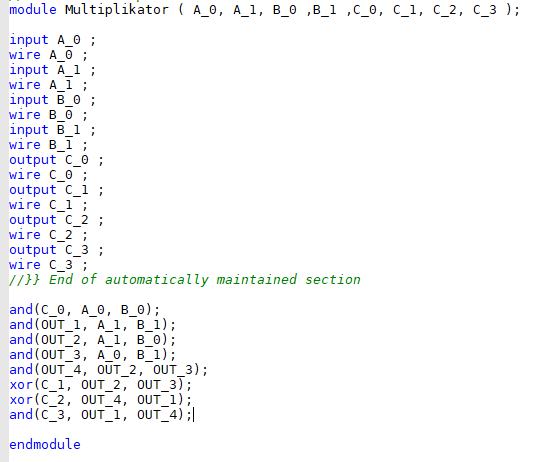 module Multiplikator ( A_0, A_1, B_0 ,B_1 ,C_0, C_1, C_2, C_3 );
input A_0 ;
wire A_0 ;
input A_1 ;
wire A_1 ;
input B_0 ;
wire B_0 ;
input B_1 ;
wire B_1 ;
output C_0 ;
wire C_0 ;
output C_1 ;
wire C_1 ;
output C_2 ;
wire C_2 ;
output C_3 ;
wire C_3 ;
//}} End of automatically maintained section
and(C_0, A_0, B_0);
and(OUT_1, A_1, B_1);
and(OUT_2, A_1, B_0);
and(OUT_3, A_0, B_1);
and(OUT_4, OUT_2, OUT_3);
xor(C_1, OUT_2, OUT_3);
xor(C_2, OUT_4, OUT_1);
and(C_3, OUT_1, OUT_4);
endmodule